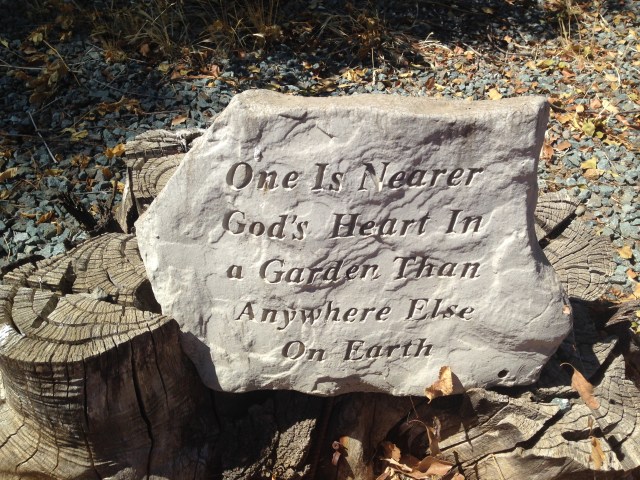 One Is Nearer
God's Heart In
a Garden Than
Anywhere Else
On Earth